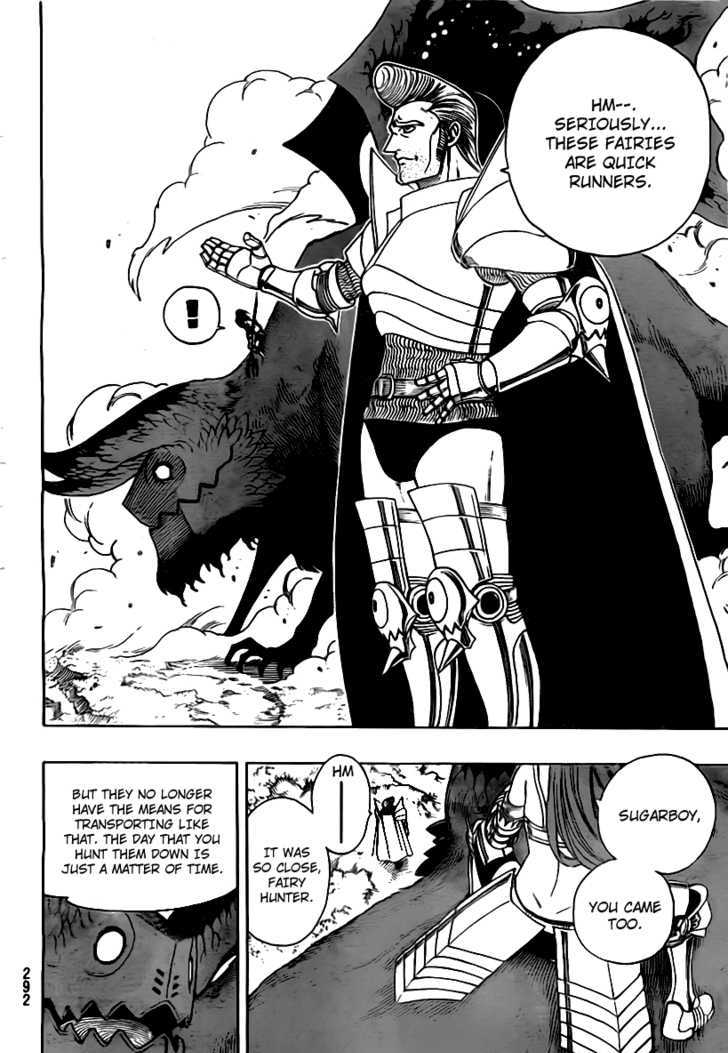 HM--.
SERIOUSLY...
THESE FAIRIES
ARE QUICK
RUNNERS.
!
SUGARBOY,
YOU CAME
TOO.
HM
—
IT WAS
SO CLOSE,
FAIRY
HUNTER.
BUT THEY NO LONGER
HAVE THE MEANS FOR
TRANSPORTING LIKE
THAT. THE DAY THAT YOU
HUNT THEM DOWN IS
JUST A MATTER OF TIME.
292